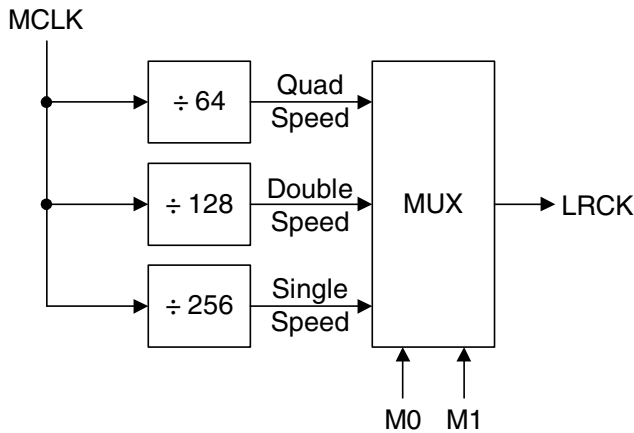 MCLK
÷ 64
Quad
Speed
÷ 128
Double
Speed
÷ 256
Single
Speed
MUX
LRCK
M0 M1